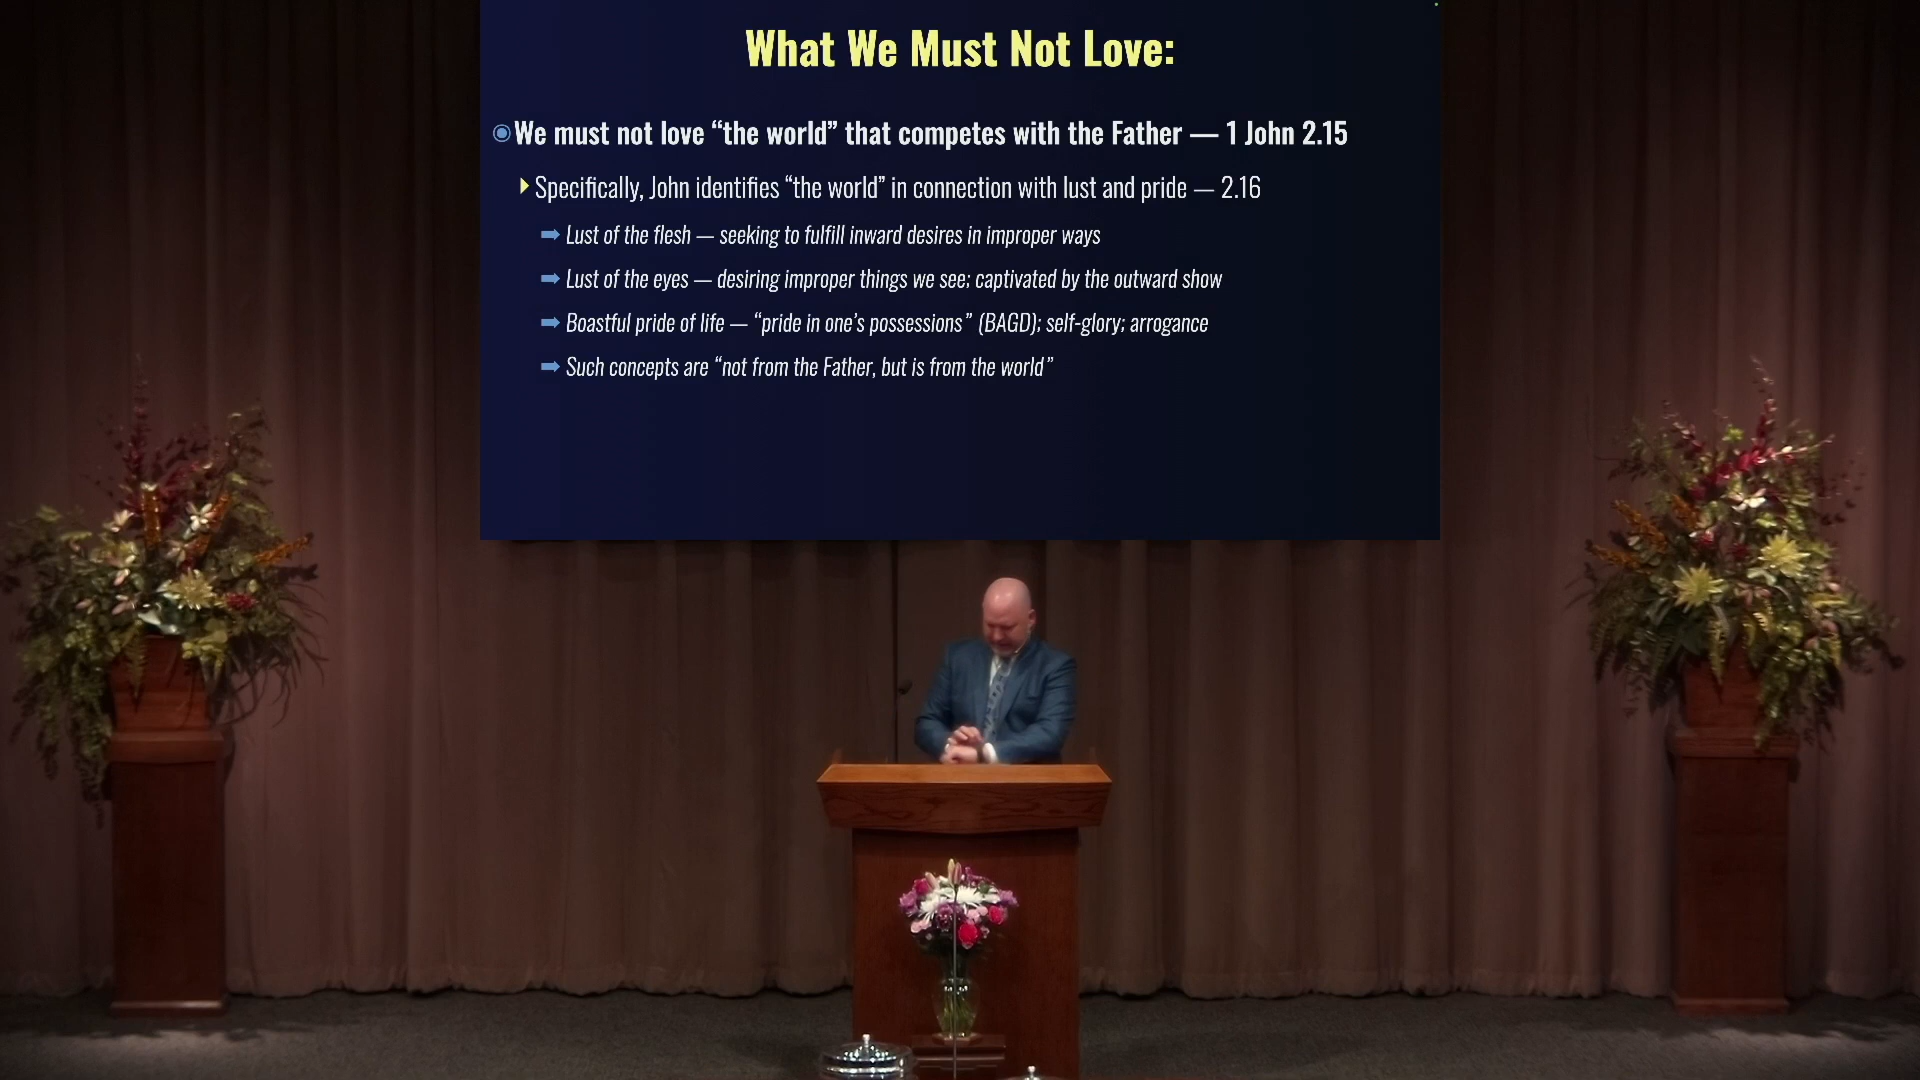 What We Must Not Love:
We must not love “the world” that competes with the Father — 1 John 2.15
Specifically, John identifies “the world” in connection with lust and pride — 2.16
Lust of the flesh — seeking to fulfill inward desires in improper ways
Lust of the eyes — desiring improper things we see; captivated by the outward show
Boastful pride of life — “pride in one’s possessions” (BAGD); self-glory; arrogance
Such concepts are “not from the Father, but is from the world”